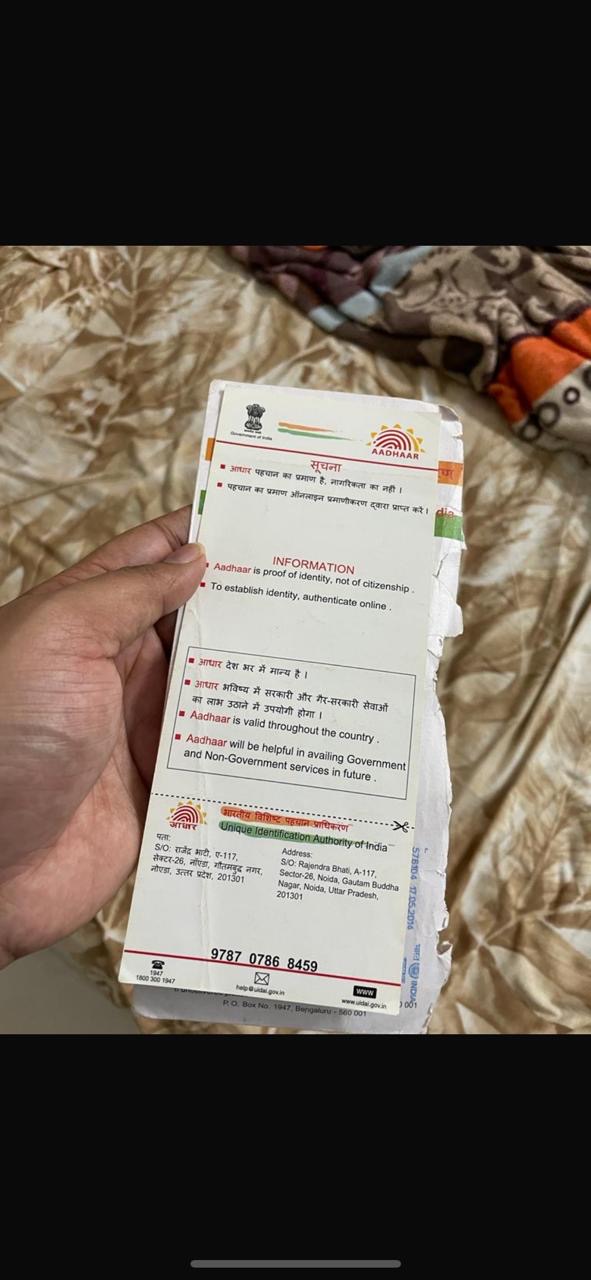 Government of India
AADHAAR
सूचना
आधार पहचान का प्रमाण है, नागरिकता का नहीं ।
पहचान का प्रमाण ऑनलाइन प्रमाणीकरण द्वारा प्राप्त करें ।
INFORMATION
Aadhaar is proof of identity, not of citizenship .
To establish identity, authenticate online .
आधार देश भर में मान्य है ।
आधार भविष्य में सरकारी और गैर-सरकारी सेवाओं
का लाभ उठाने में उपयोगी होगा ।
Aadhaar is valid throughout the country .
Aadhaar will be helpful in availing Government
and Non-Government services in future .
आधार
भारतीय विशिष्ट पहचान प्राधिकरण
Unique Identification Authority of India
पता:
S/O: राजेंद्र भाटी, ए-117,
सेक्टर-26, नॉएडा, गौतमबुद्ध नगर,
नोएडा, उत्तर प्रदेश, 201301
Address:
S/O: Rajendra Bhati, A-117,
Sector-26, Noida, Gautam Buddha
Nagar, Noida, Uttar Pradesh,
201301
9787 0786 8459
1947
1800 300 1947
help@uidai.gov.in
WWW
www.uidai.gov.in
P. O. Box No. 1947, Bengaluru - 560 001
17.05.2016
INDIA